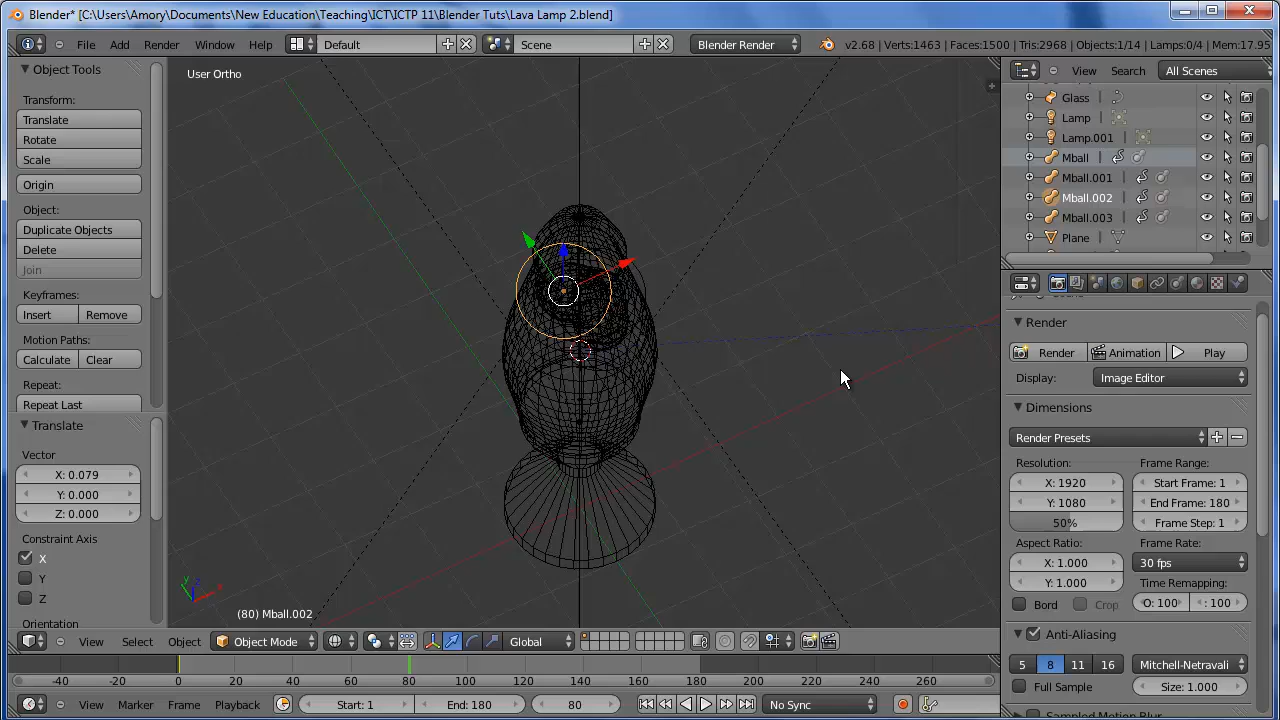 Blender* [C:\Users\Amory\Documents\New Education\Teaching\ICT\ICTP 11\Blender Tuts\Lava Lamp 2.blend]
File Add Render Window Help Default Scene Blender Render v2.68 | Verts:1463 | Faces:1500 | Tris:2968 | Objects:1/14 | Lamps:0/4 | Mem:17.95
Object Tools
Transform:
Translate
Rotate
Scale
Origin
Object:
Duplicate Objects
Delete
Join
Keyframes:
Insert Remove
Motion Paths:
Calculate Clear
Repeat:
Repeat Last
Translate
Vector
X: 0.079
Y: 0.000
Z: 0.000
Constraint Axis
X
Y
Z
Orientation
User Ortho
y z x
(80) Mball.002
View Select Object Object Mode Global
-40 -20 0 20 40 60 80 100 120 140 160 180 200 220 240 260
View Marker Frame Playback Start: 1 End: 180 80 No Sync
View Search All Scenes
Glass
Lamp
Lamp.001
Mball
Mball.001
Mball.002
Mball.003
Plane
Render
Render Animation Play
Display: Image Editor
Dimensions
Render Presets
Resolution: Frame Range:
X: 1920 Start Frame: 1
Y: 1080 End Frame: 180
50% Frame Step: 1
Aspect Ratio: Frame Rate:
X: 1.000 30 fps
Y: 1.000 Time Remapping:
Bord Crop O: 100 : 100
Anti-Aliasing
5 8 11 16 Mitchell-Netravali
Full Sample Size: 1.000